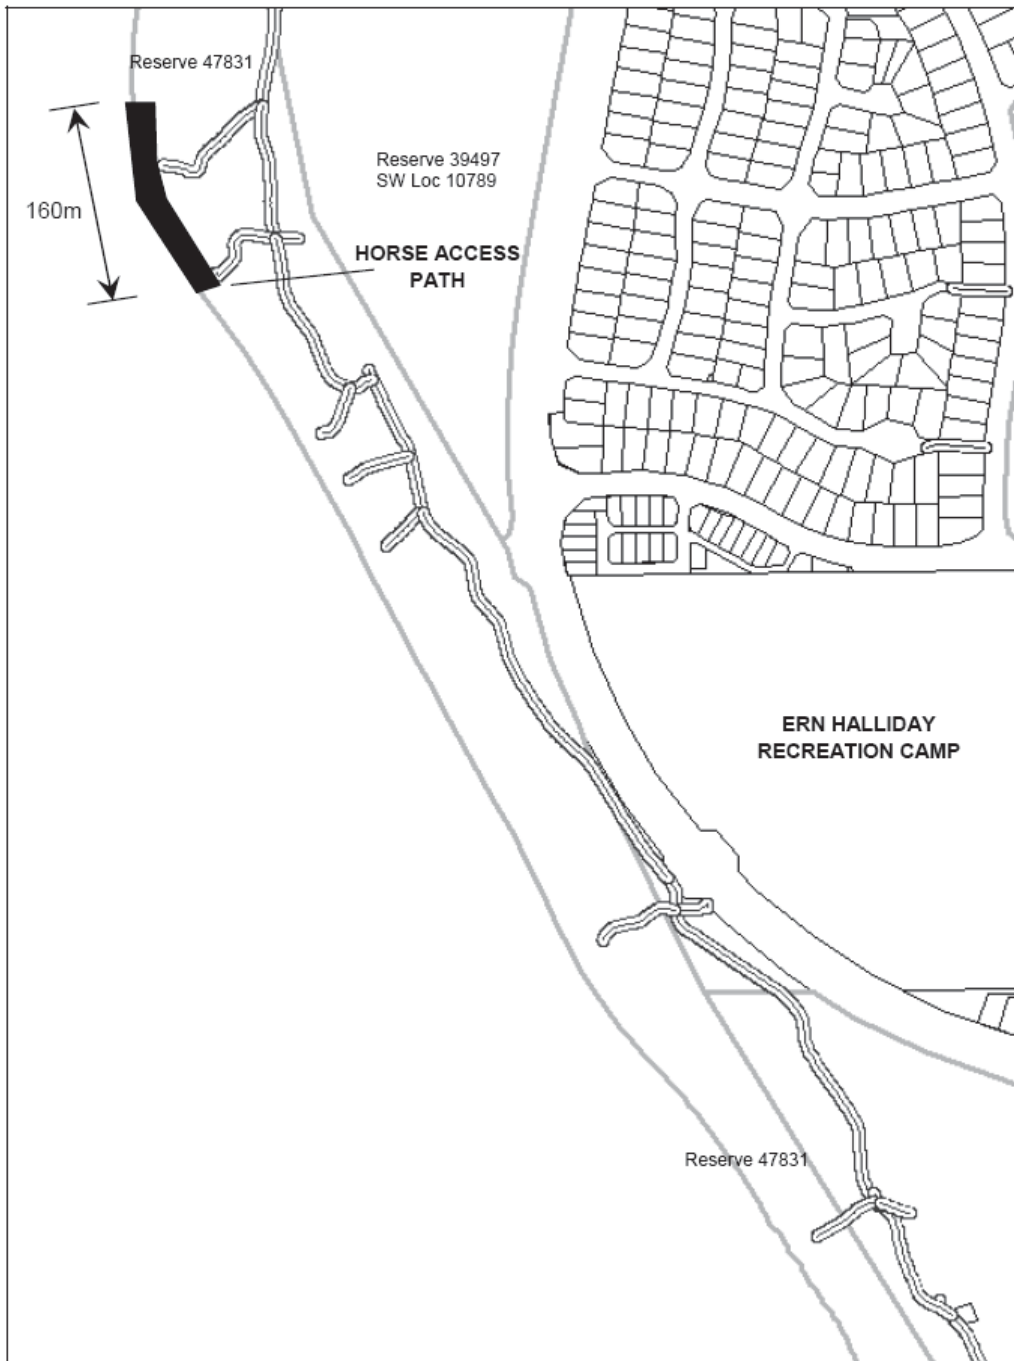 Reserve 47831
Reserve 39497
SW Loc 10789
160m
HORSE ACCESS
PATH
ERN HALLIDAY
RECREATION CAMP
Reserve 47831